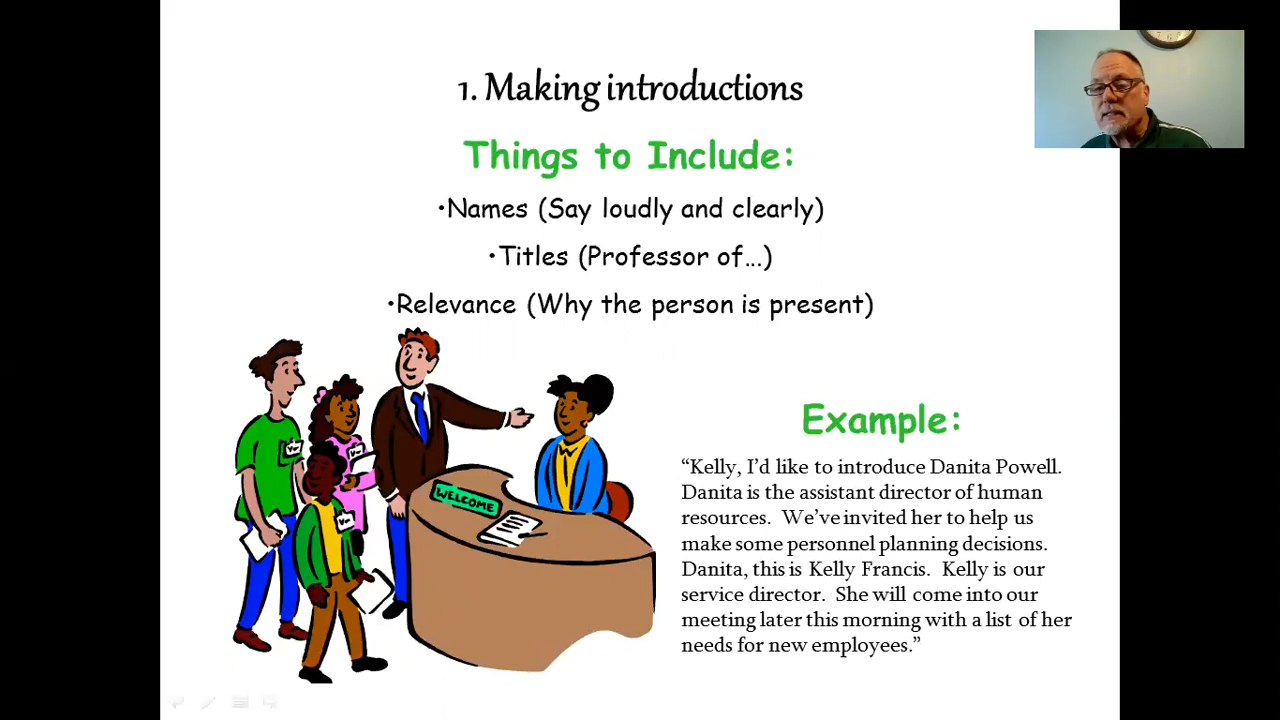 1. Making introductions
Things to Include:
•Names (Say loudly and clearly)
•Titles (Professor of…)
•Relevance (Why the person is present)
WELCOME
Example:
“Kelly, I’d like to introduce Danita Powell.
Danita is the assistant director of human
resources.  We’ve invited her to help us
make some personnel planning decisions.
Danita, this is Kelly Francis.  Kelly is our
service director.  She will come into our
meeting later this morning with a list of her
needs for new employees.”